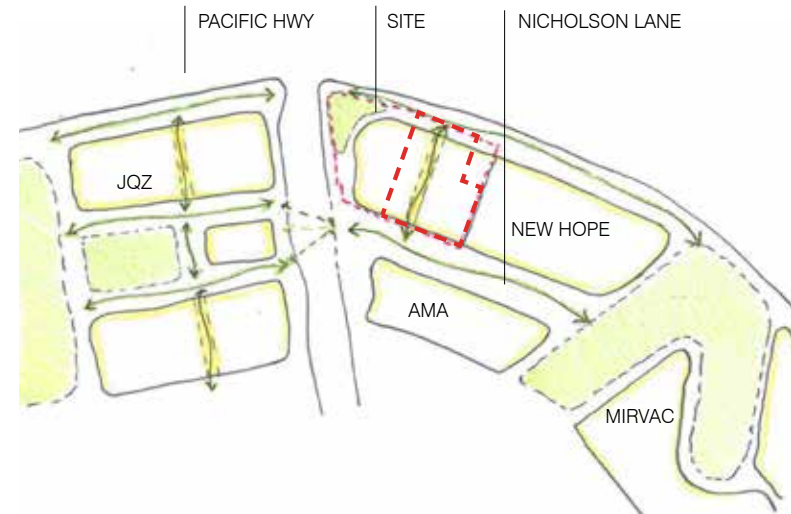 PACIFIC HWY
SITE
NICHOLSON LANE
JQZ
NEW HOPE
AMA
MIRVAC